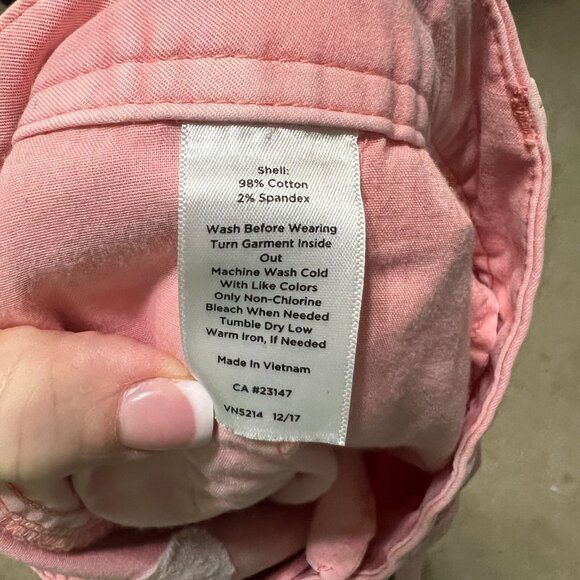 Shell:
98% Cotton
2% Spandex
Wash Before Wearing
Turn Garment Inside
Out
Machine Wash Cold
With Like Colors
Only Non-Chlorine
Bleach When Needed
Tumble Dry Low
Warm Iron, If Needed
Made In Vietnam
CA #23147
VN5214 12/17